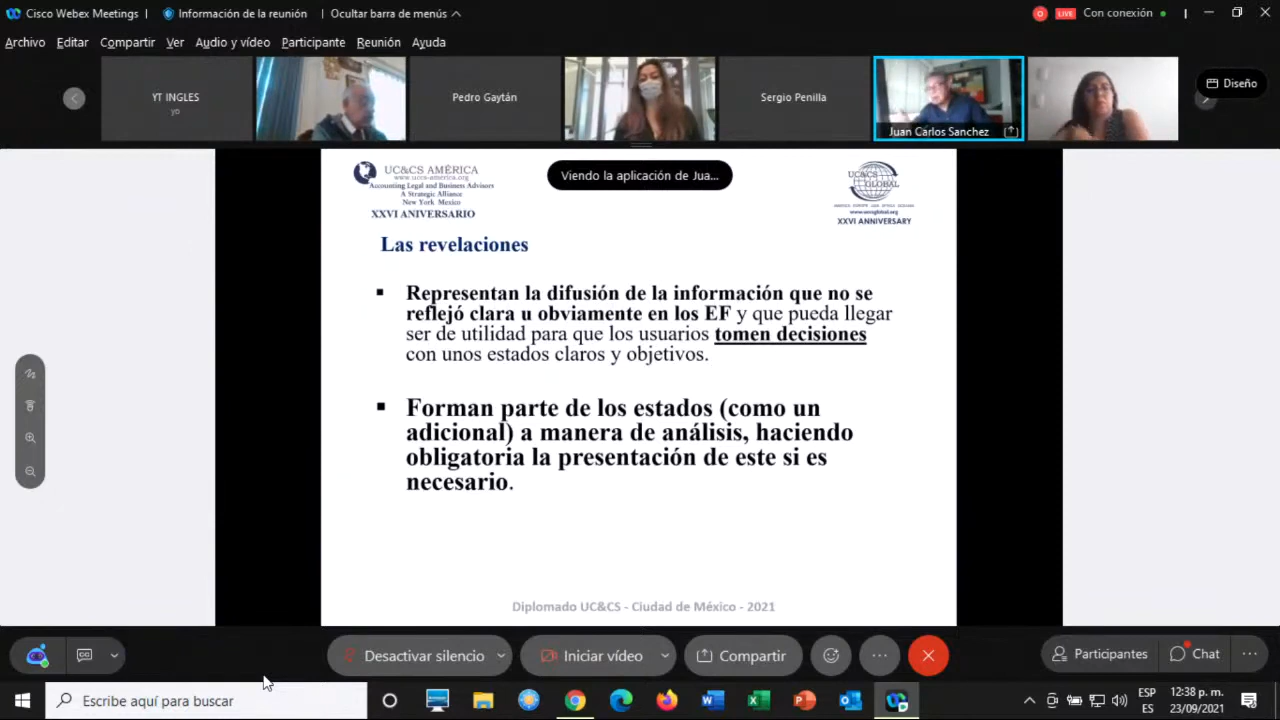 Cisco Webex Meetings
Información de la reunión
Ocultar barra de menús
LIVE
Con conexión
Archivo Editar Compartir Ver Audio y vídeo Participante Reunión Ayuda
YT INGLES
yo
Pedro Gaytán
Sergio Penilla
Juan Carlos Sanchez
Diseño
Viendo la aplicación de Jua...
UC&CS AMÉRICA
www.uccs-america.org
Accounting Legal and Business Advisors
A Strategic Alliance
New York Mexico
XXVI ANIVERSARIO
UC&CS
GLOBAL
www.uccsglobal.org
XXVI ANNIVERSARY
Las revelaciones
▪ Representan la difusión de la información que no se
reflejó clara u obviamente en los EF y que pueda llegar
ser de utilidad para que los usuarios tomen decisiones
con unos estados claros y objetivos.
▪ Forman parte de los estados (como un
adicional) a manera de análisis, haciendo
obligatoria la presentación de este si es
necesario.
Diplomado UC&CS - Ciudad de México - 2021
Desactivar silencio
Iniciar vídeo
Compartir
Participantes
Chat
Escribe aquí para buscar
ESP
ES
12:38 p. m.
23/09/2021